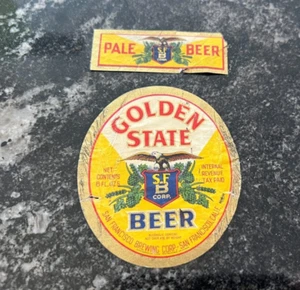 PALE BEER
GOLDEN
STATE
NET
CONTENTS
INTERNAL
REVENUE
TAX PAID
S.F.
B
CORP.
BEER
SAN FRANCISCO BREWING CORP. SAN FRANCISCO, CAL.